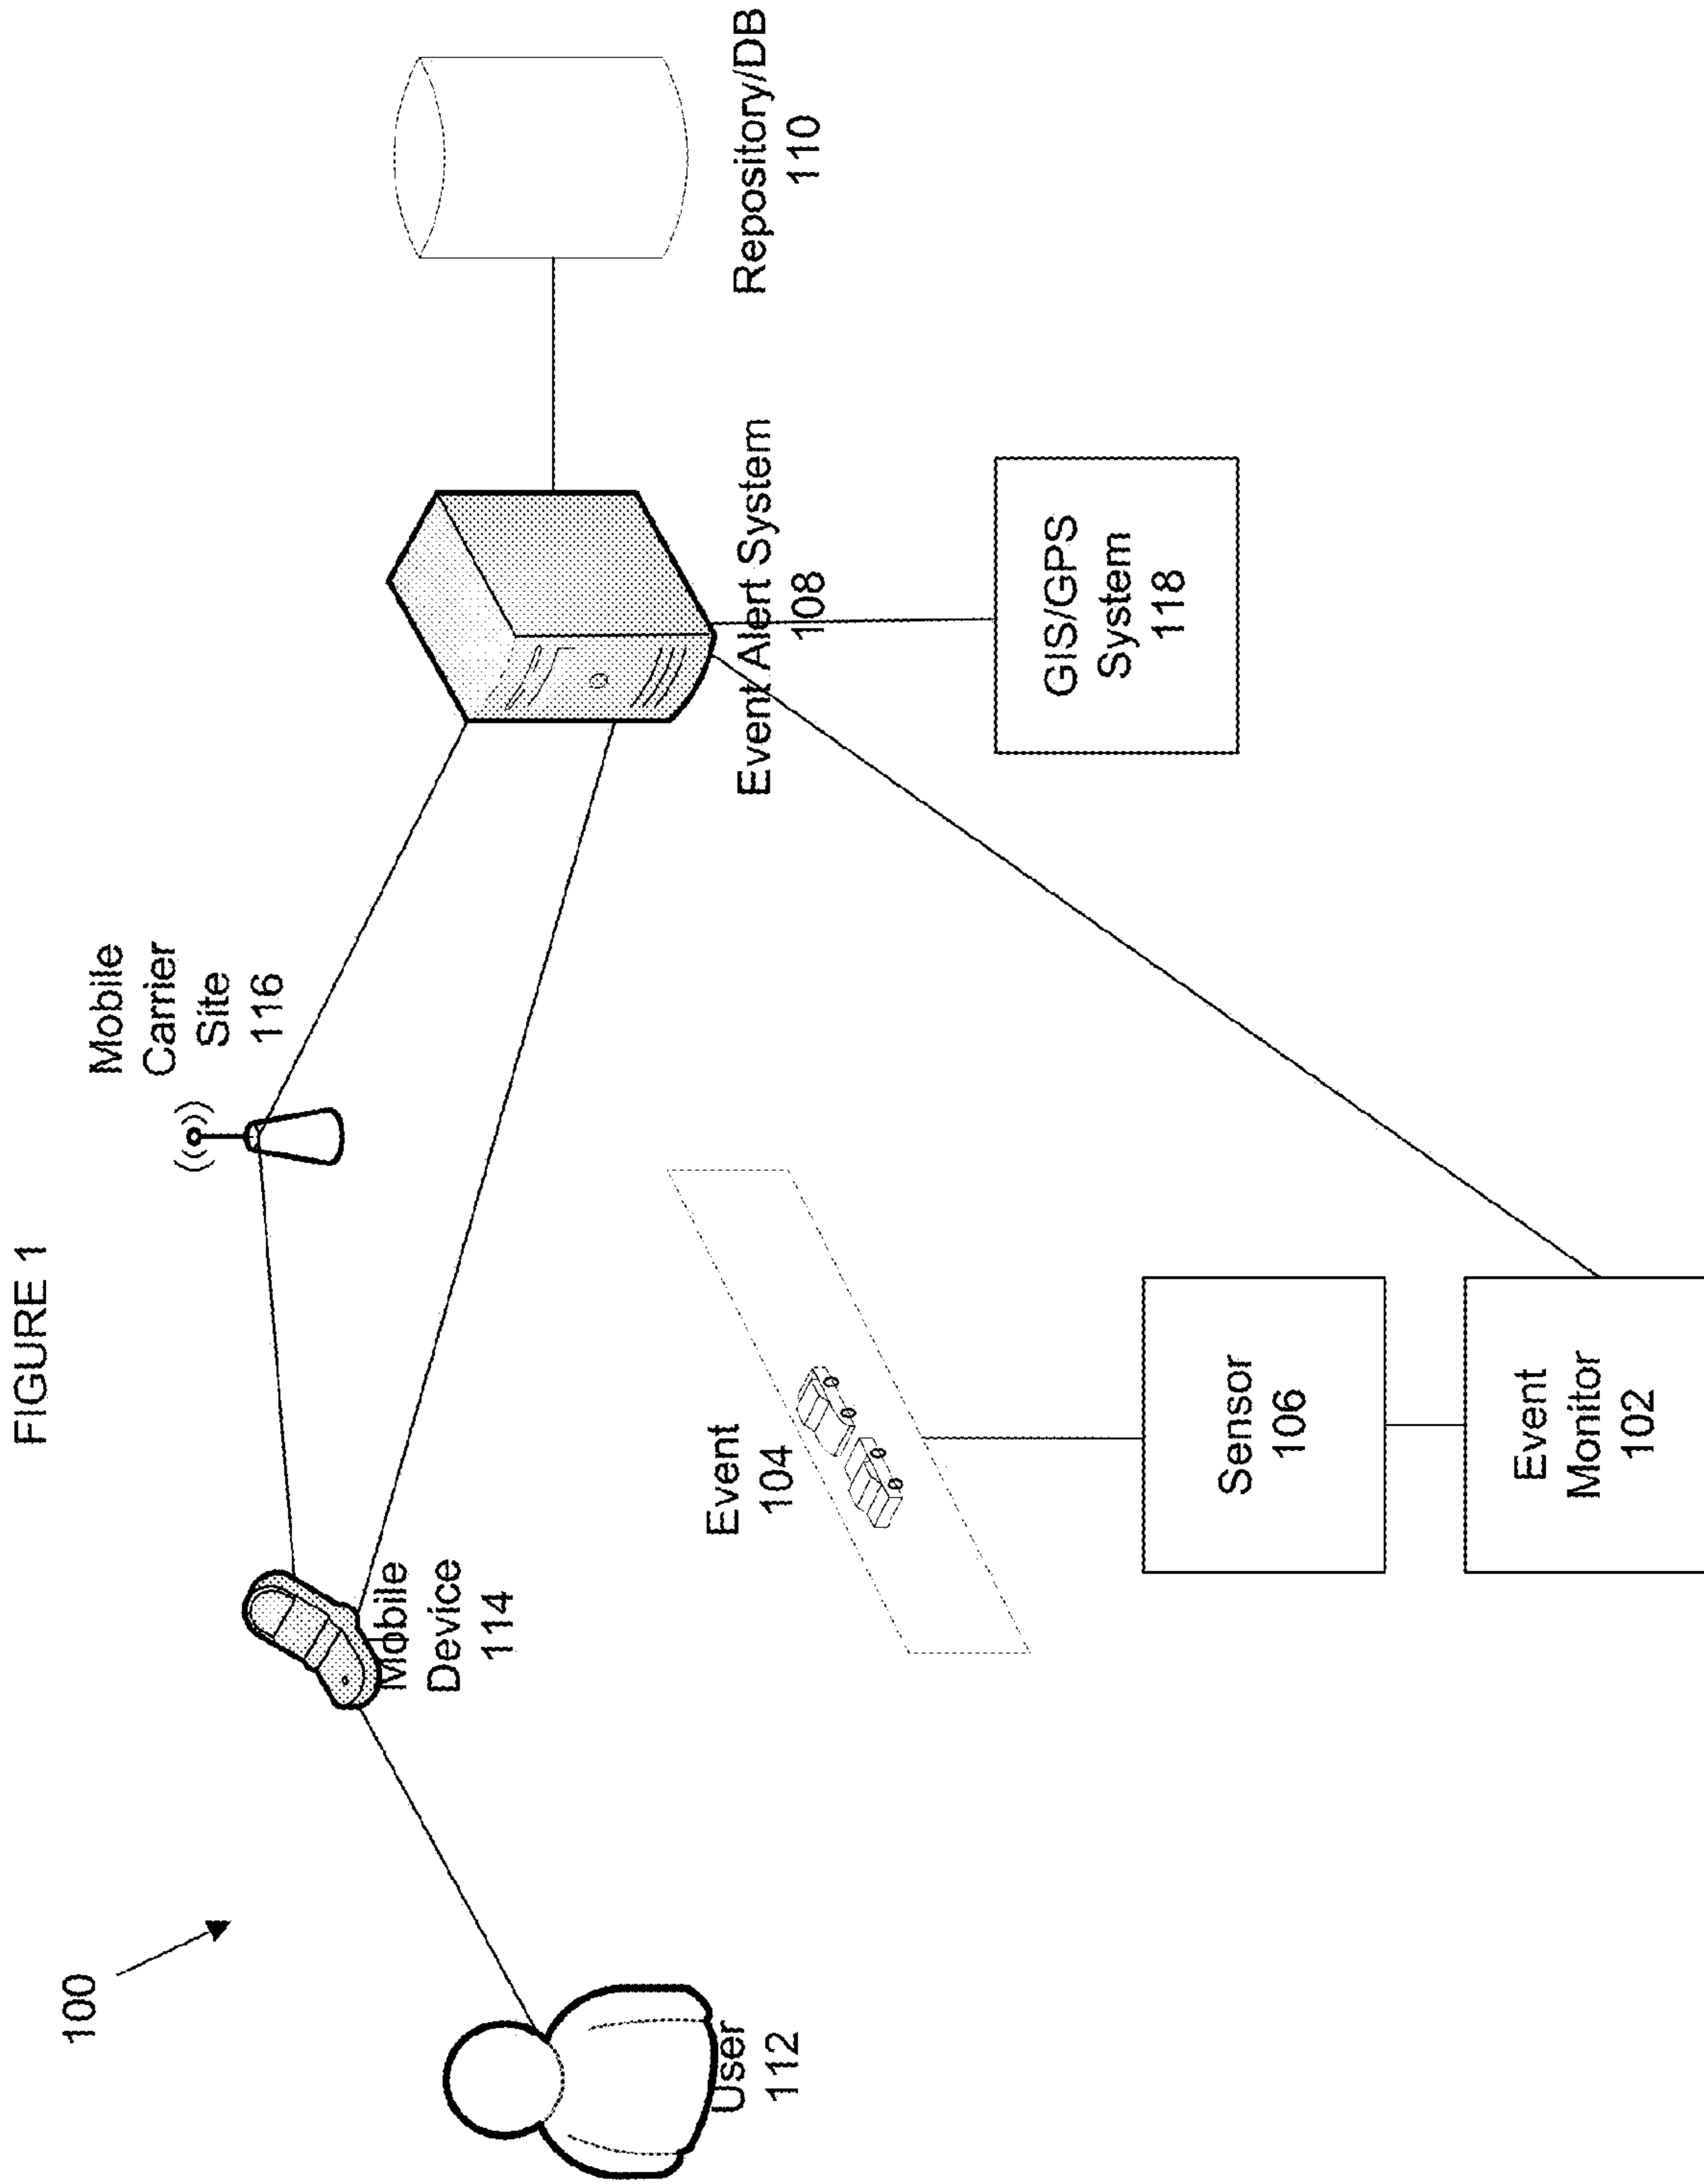 FIGURE 1
100
Mobile
Carrier
Site
116
Mobile
Device
114
User
112
Event Alert System
108
Repository/DB
110
Event
104
GIS/GPS
System
118
Sensor
106
Event
Monitor
102